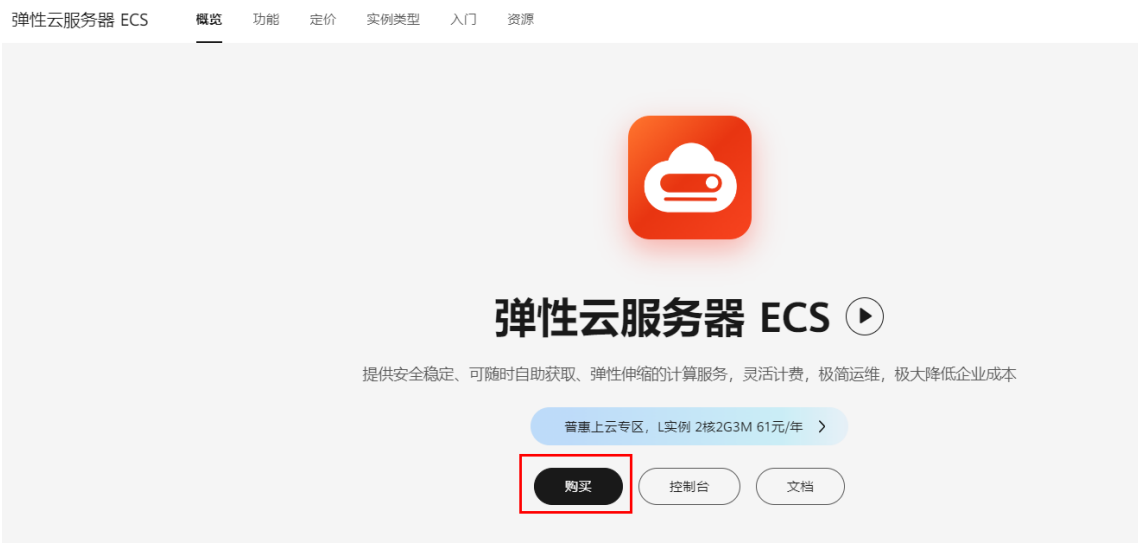 弹性云服务器 ECS 概览 功能 定价 实例类型 入门 资源
弹性云服务器 ECS
提供安全稳定、可随时自助获取、弹性伸缩的计算服务，灵活计费，极简运维，极大降低企业成本
普惠上云专区，L实例 2核2G3M 61元/年
购买 控制台 文档